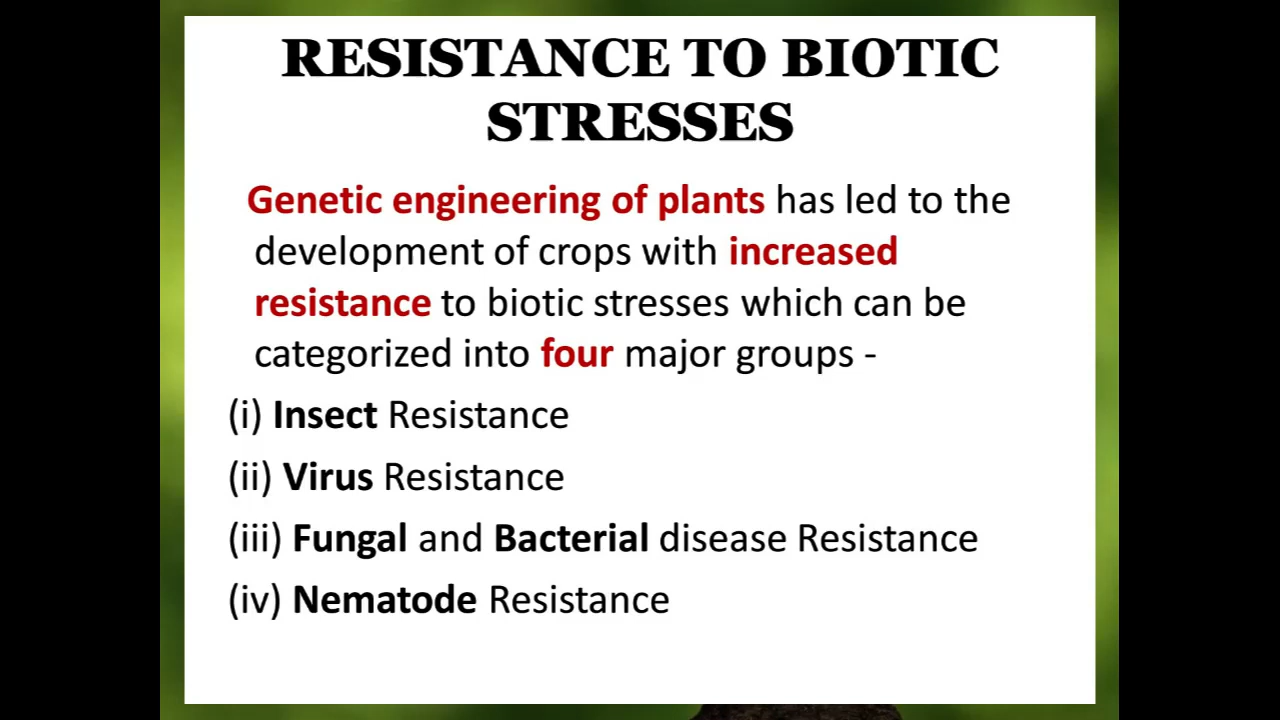 RESISTANCE TO BIOTIC
STRESSES
Genetic engineering of plants has led to the
development of crops with increased
resistance to biotic stresses which can be
categorized into four major groups -
(i) Insect Resistance
(ii) Virus Resistance
(iii) Fungal and Bacterial disease Resistance
(iv) Nematode Resistance